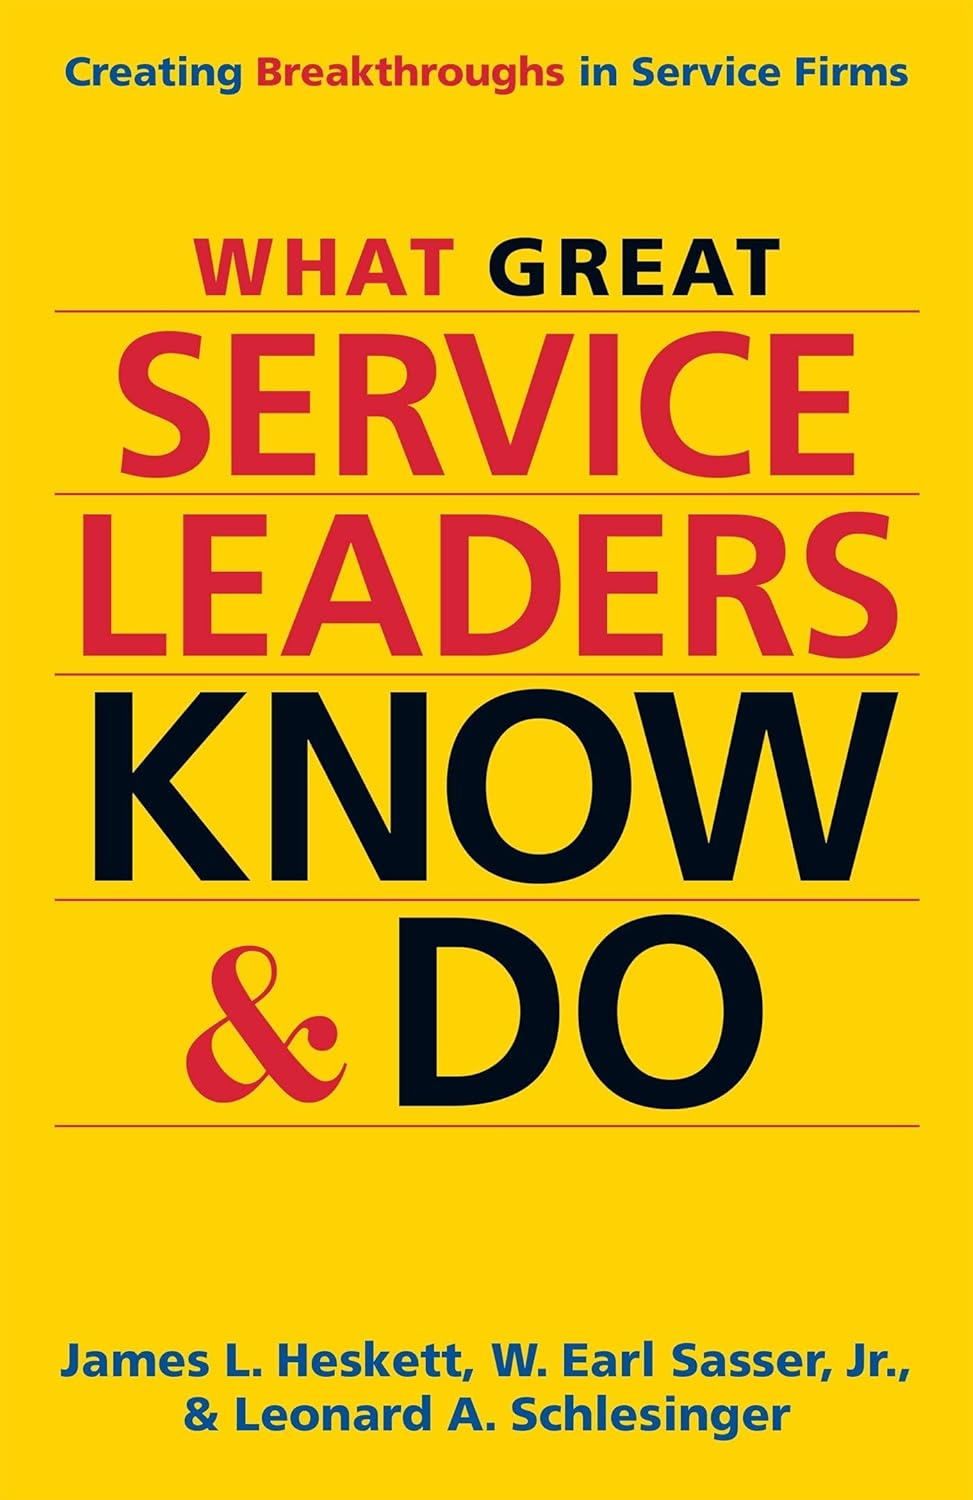 Creating Breakthroughs in Service Firms
WHAT GREAT
SERVICE
LEADERS
KNOW
& DO
James L. Heskett, W. Earl Sasser, Jr.,
& Leonard A. Schlesinger